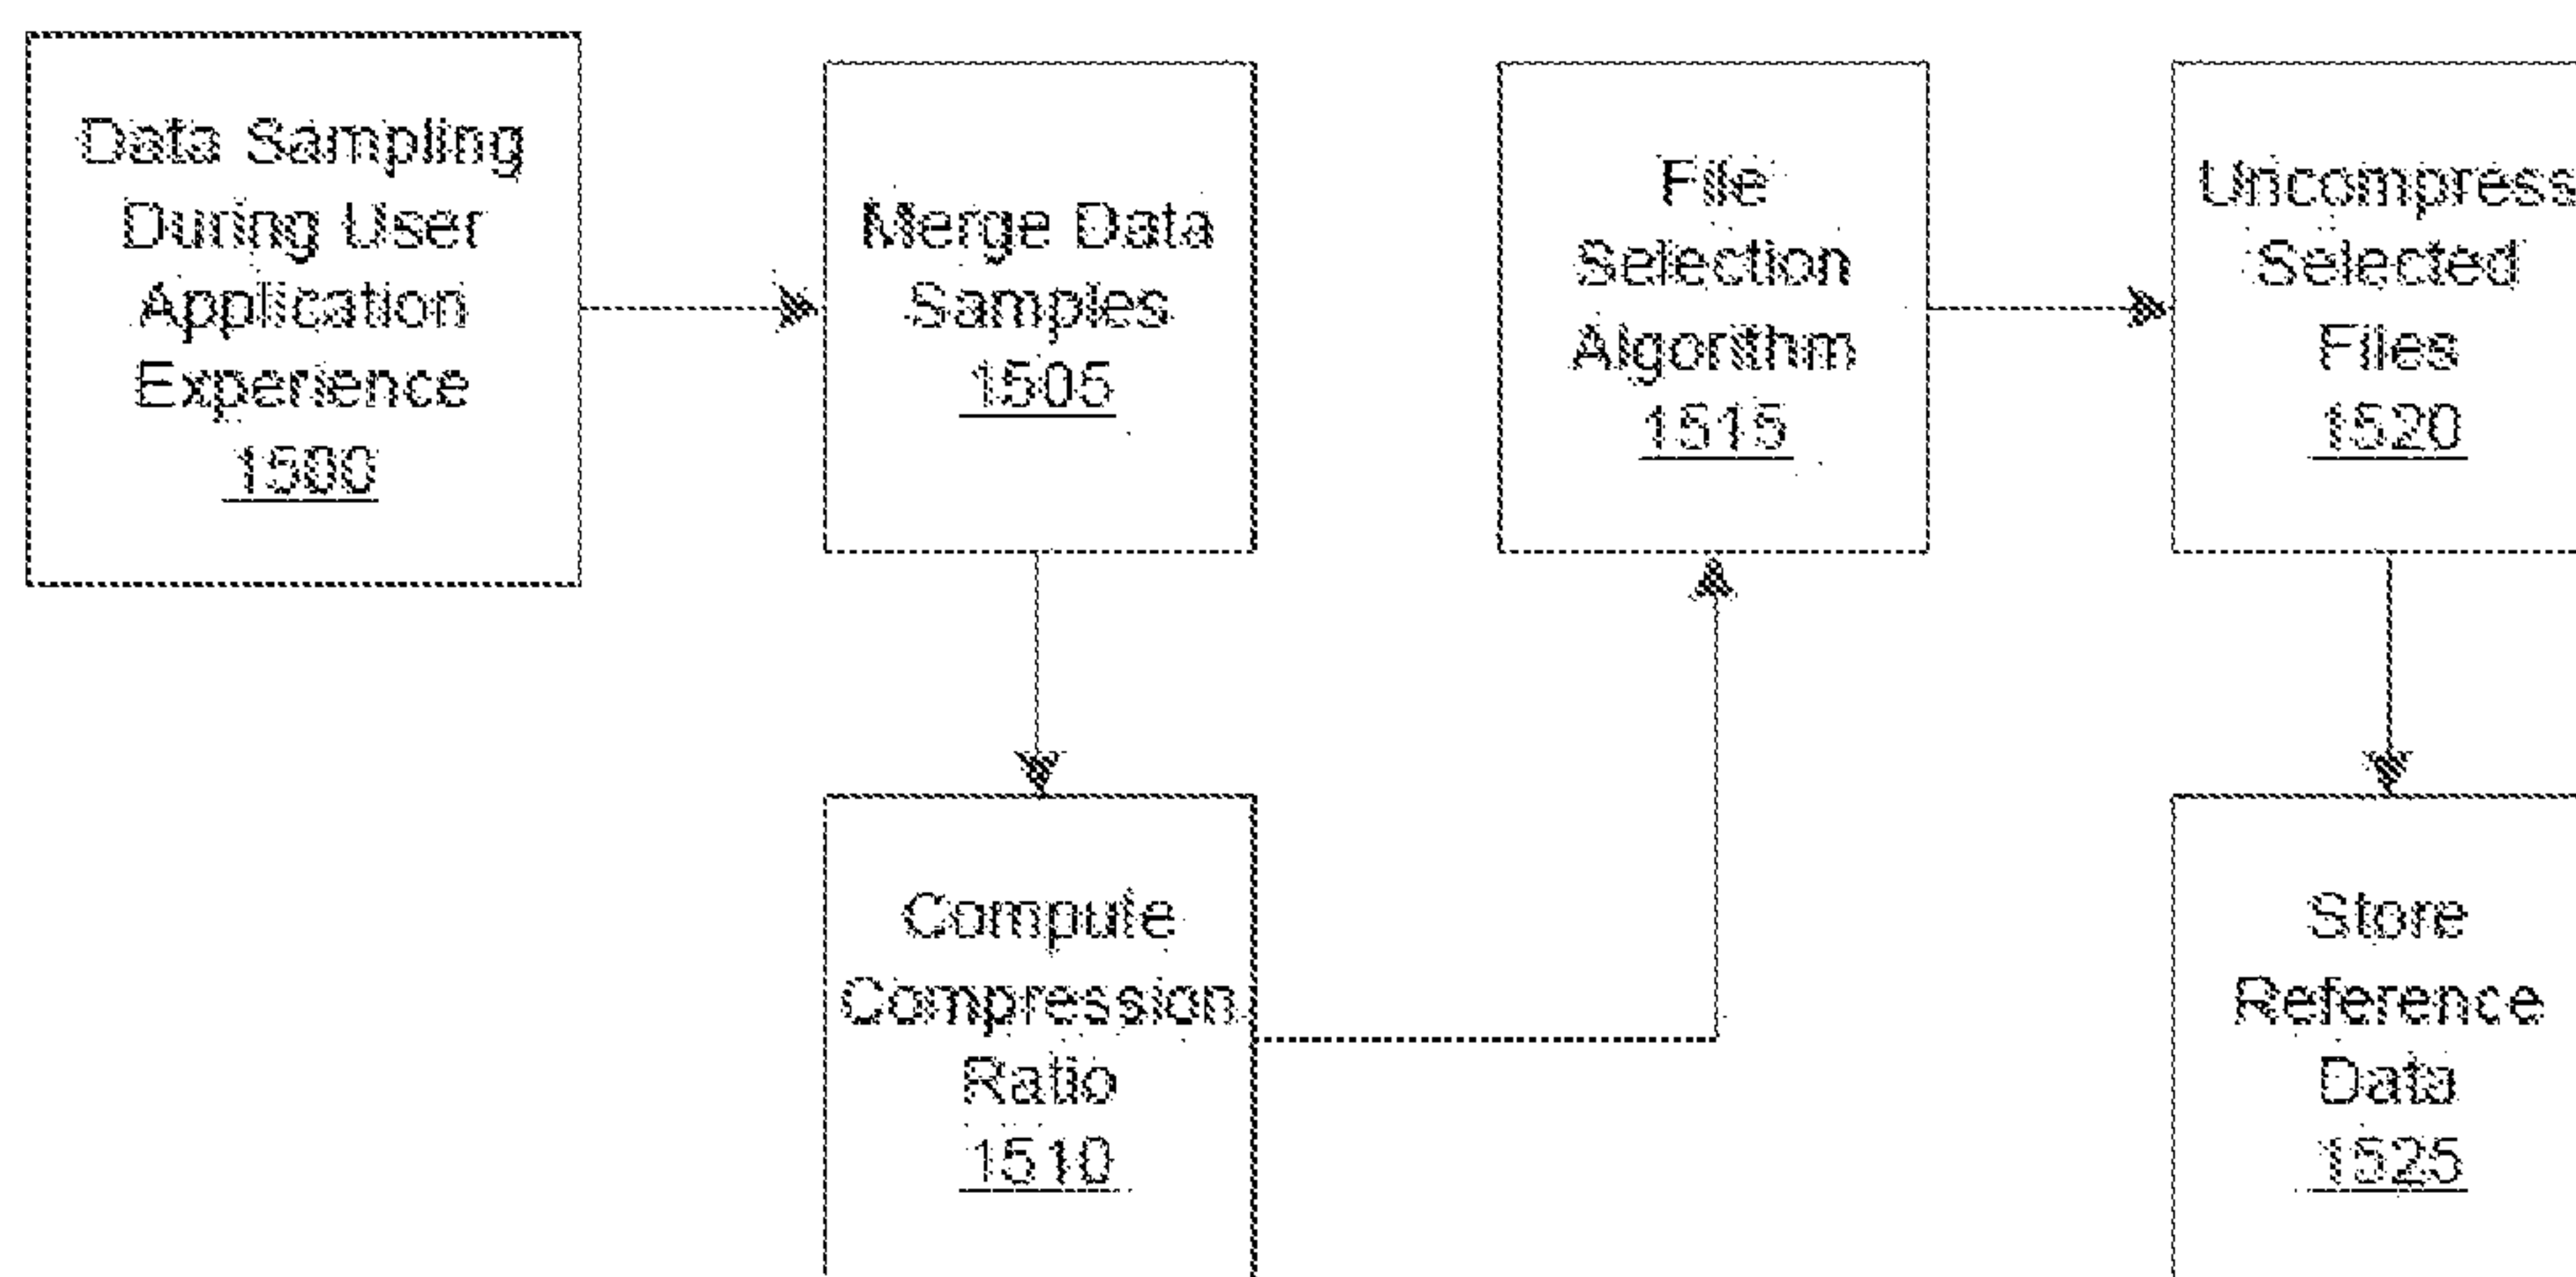 Data Sampling
During User
Application
Experience
1500
Merge Data
Samples
1505
Compute
Compression
Ratio
1510
File
Selection
Algorithm
1515
Uncompress
Selected
Files
1520
Store
Reference
Data
1525